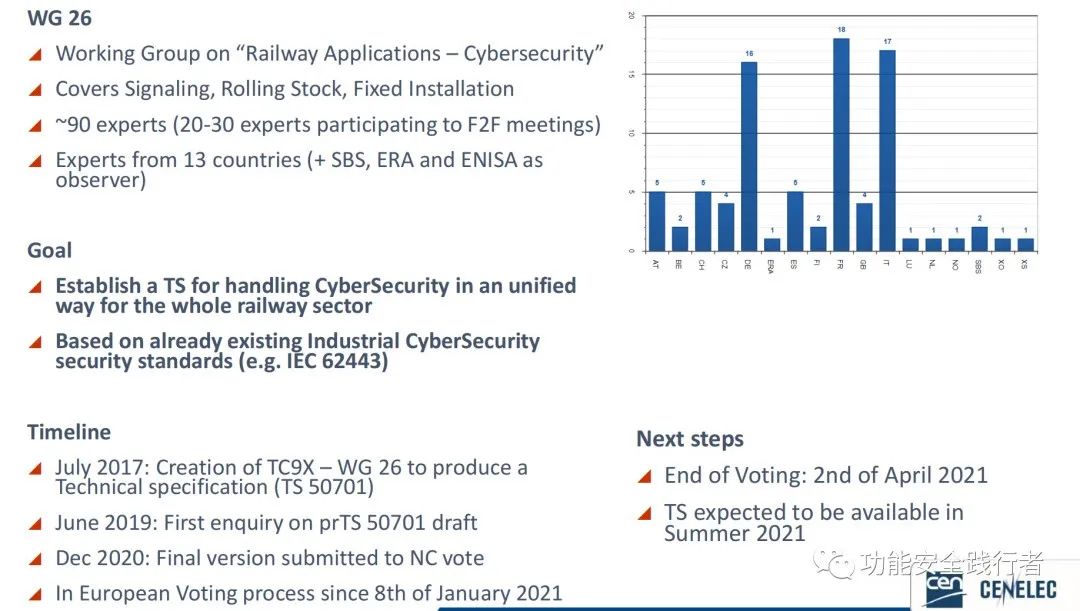 WG 26
Working Group on “Railway Applications – Cybersecurity”
Covers Signaling, Rolling Stock, Fixed Installation
~90 experts (20-30 experts participating to F2F meetings)
Experts from 13 countries (+ SBS, ERA and ENISA as
observer)
Goal
Establish a TS for handling CyberSecurity in an unified
way for the whole railway sector
Based on already existing Industrial CyberSecurity
security standards (e.g. IEC 62443)
Timeline
July 2017: Creation of TC9X – WG 26 to produce a
Technical specification (TS 50701)
June 2019: First enquiry on prTS 50701 draft
Dec 2020: Final version submitted to NC vote
In European Voting process since 8th of January 2021
20
15
10
5
0
5 2 5 4 16 1 5 2 18 4 17 1 1 1 2 1 1
AT BE CH CZ DE ERA ES FI FR GB IT LU NL NO SBS XO XS
Next steps
End of Voting: 2nd of April 2021
TS expected to be available in
Summer 2021
功能安全践行者
cen CENELEC